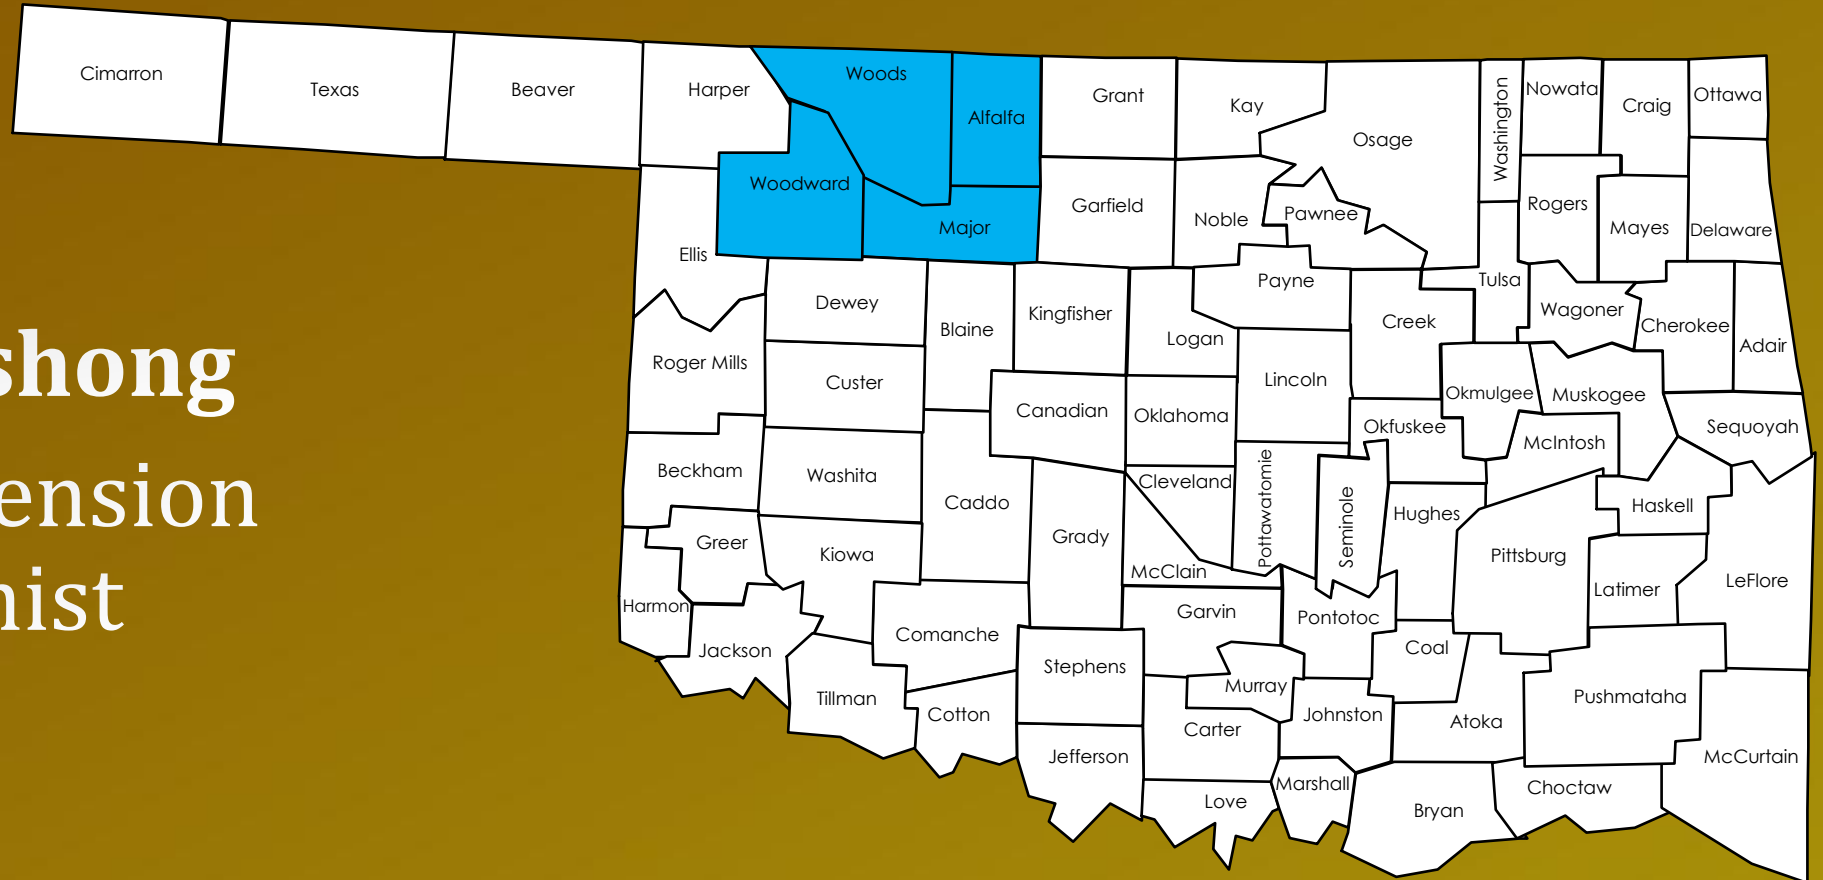 Cimarron
Texas
Beaver
Harper
Woods
Alfalfa
Grant
Kay
Osage
Washington
Nowata
Craig
Ottawa
Woodward
Major
Garfield
Noble
Pawnee
Rogers
Mayes
Delaware
Ellis
Dewey
Blaine
Kingfisher
Logan
Payne
Creek
Tulsa
Wagoner
Cherokee
Adair
shong
Roger Mills
Custer
Canadian
Oklahoma
Lincoln
Okmulgee
Muskogee
Okfuskee
McIntosh
Sequoyah
ension
Beckham
Washita
Caddo
Grady
Cleveland
Pottawatomie
Seminole
Hughes
Pittsburg
Haskell
Greer
Kiowa
McClain
Latimer
LeFlore
nist
Harmon
Jackson
Comanche
Stephens
Garvin
Pontotoc
Coal
Murray
Tillman
Cotton
Carter
Johnston
Atoka
Pushmataha
McCurtain
Jefferson
Love
Marshall
Bryan
Choctaw